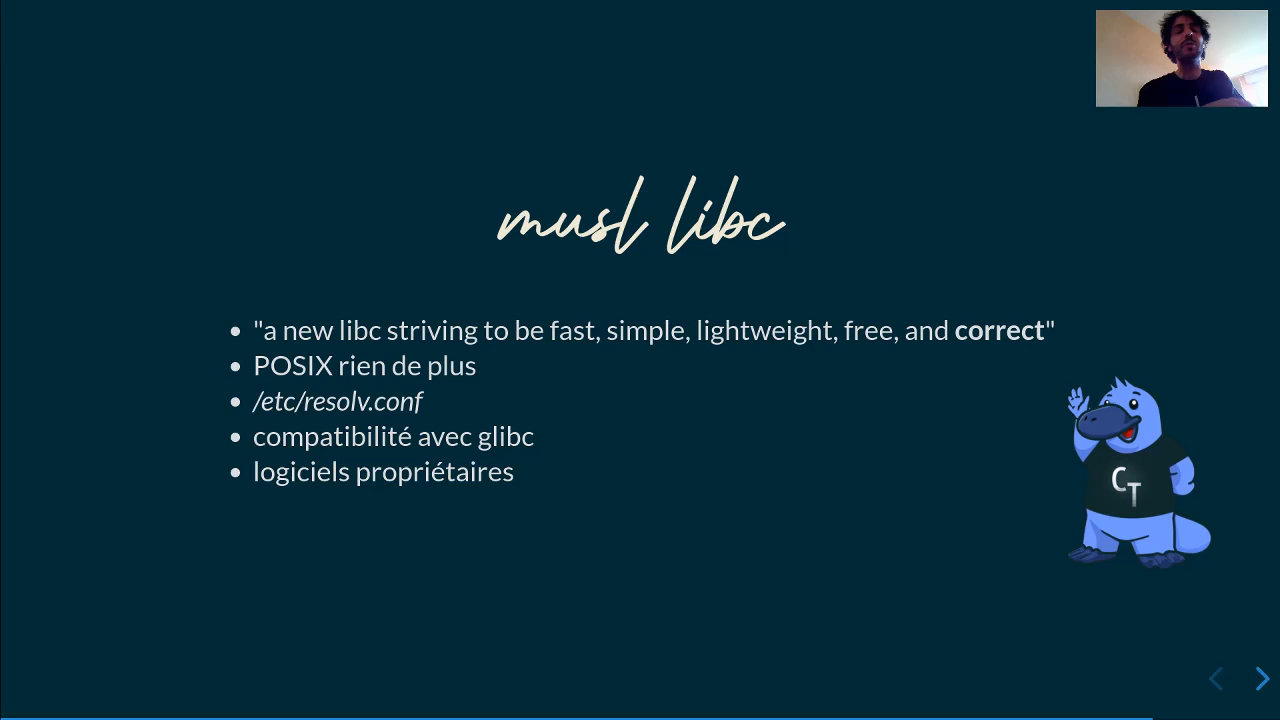 musl libc
"a new libc striving to be fast, simple, lightweight, free, and correct"
POSIX rien de plus
/etc/resolv.conf
compatibilité avec glibc
logiciels propriétaires
CT